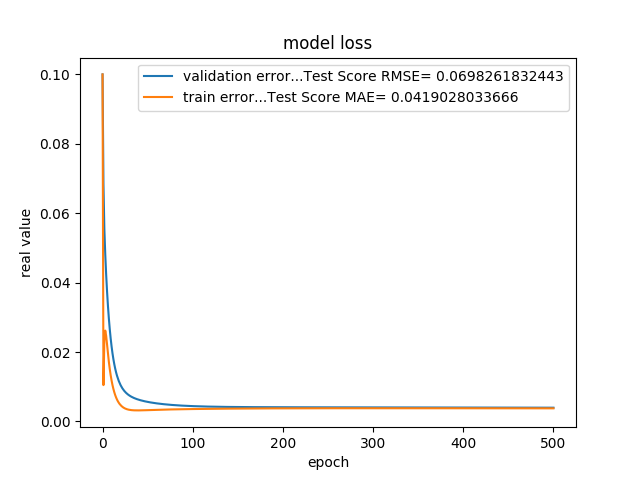 model loss
validation error...Test Score RMSE= 0.0698261832443
train error...Test Score MAE= 0.0419028033666
0.10
0.08
0.06
0.04
0.02
0.00
real value
0 100 200 300 400 500
epoch